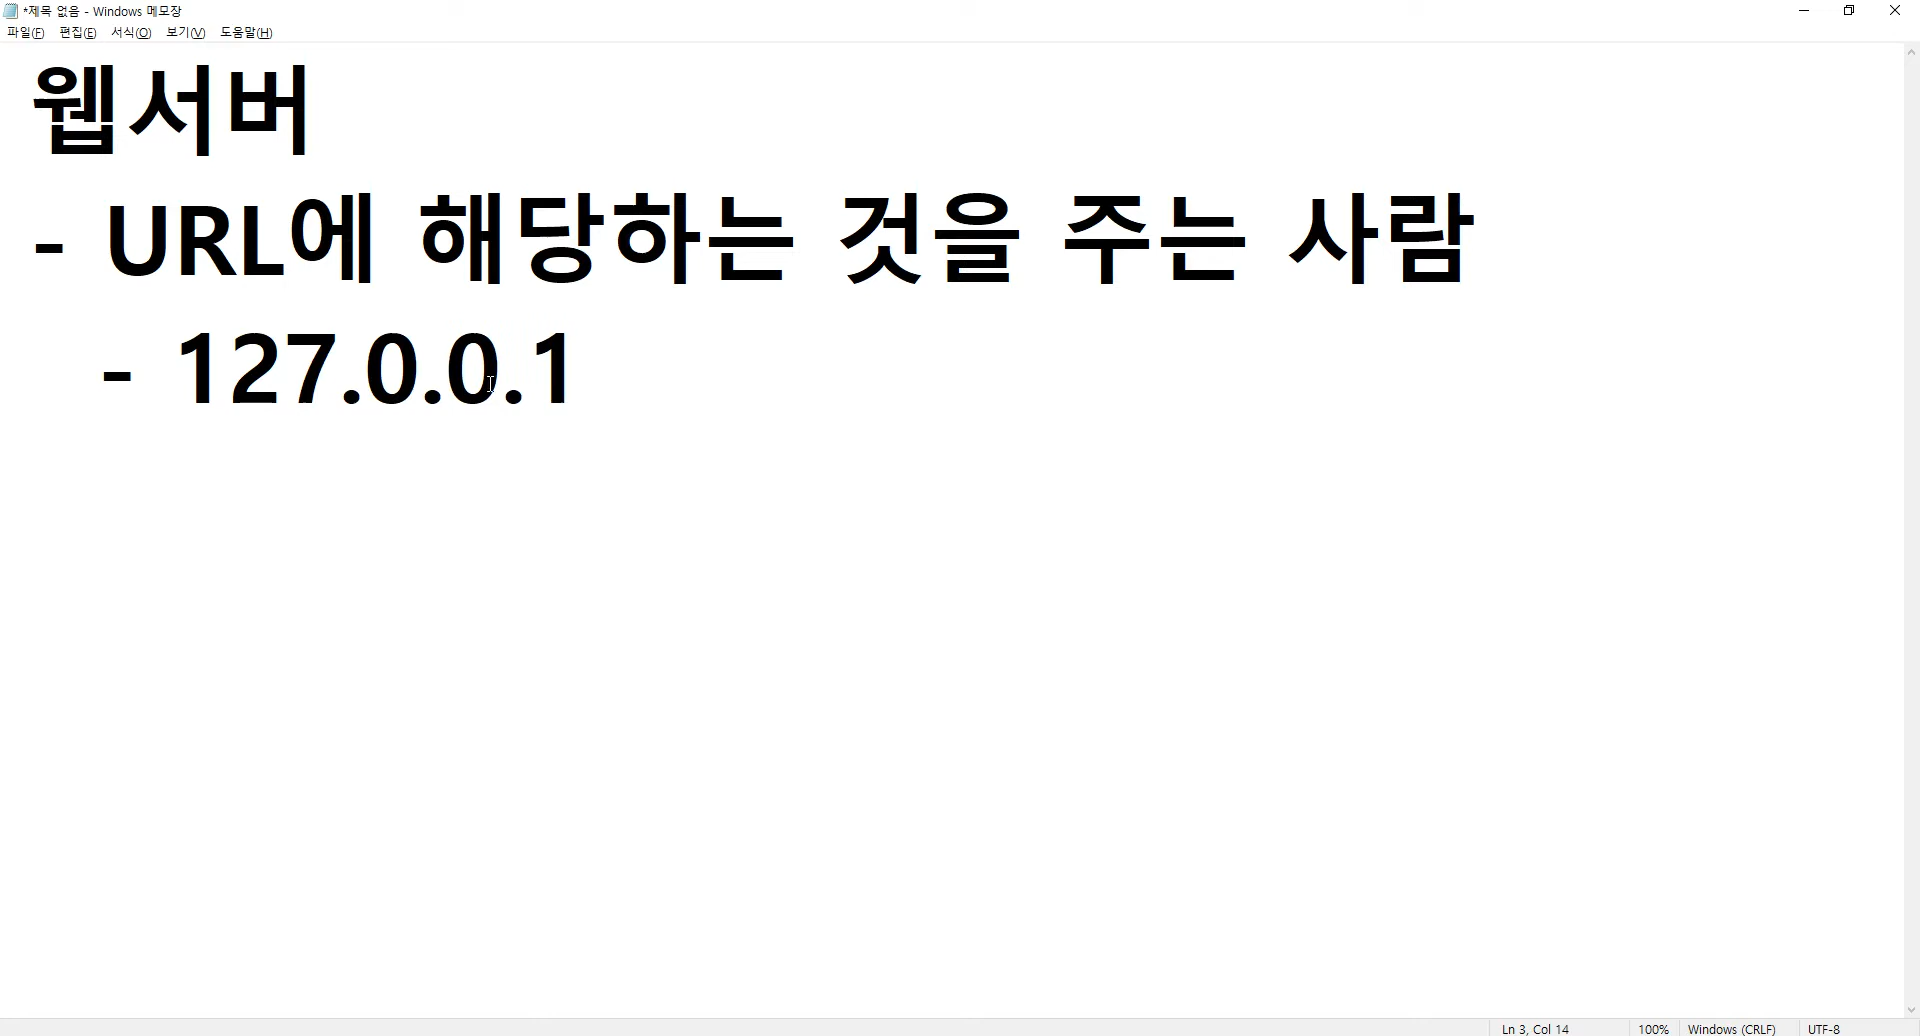 *제목 없음 - Windows 메모장
파일(F) 편집(E) 서식(O) 보기(V) 도움말(H)
웹서버
- URL에 해당하는 것을 주는 사람
- 127.0.0.1
Ln 3, Col 14 100% Windows (CRLF) UTF-8